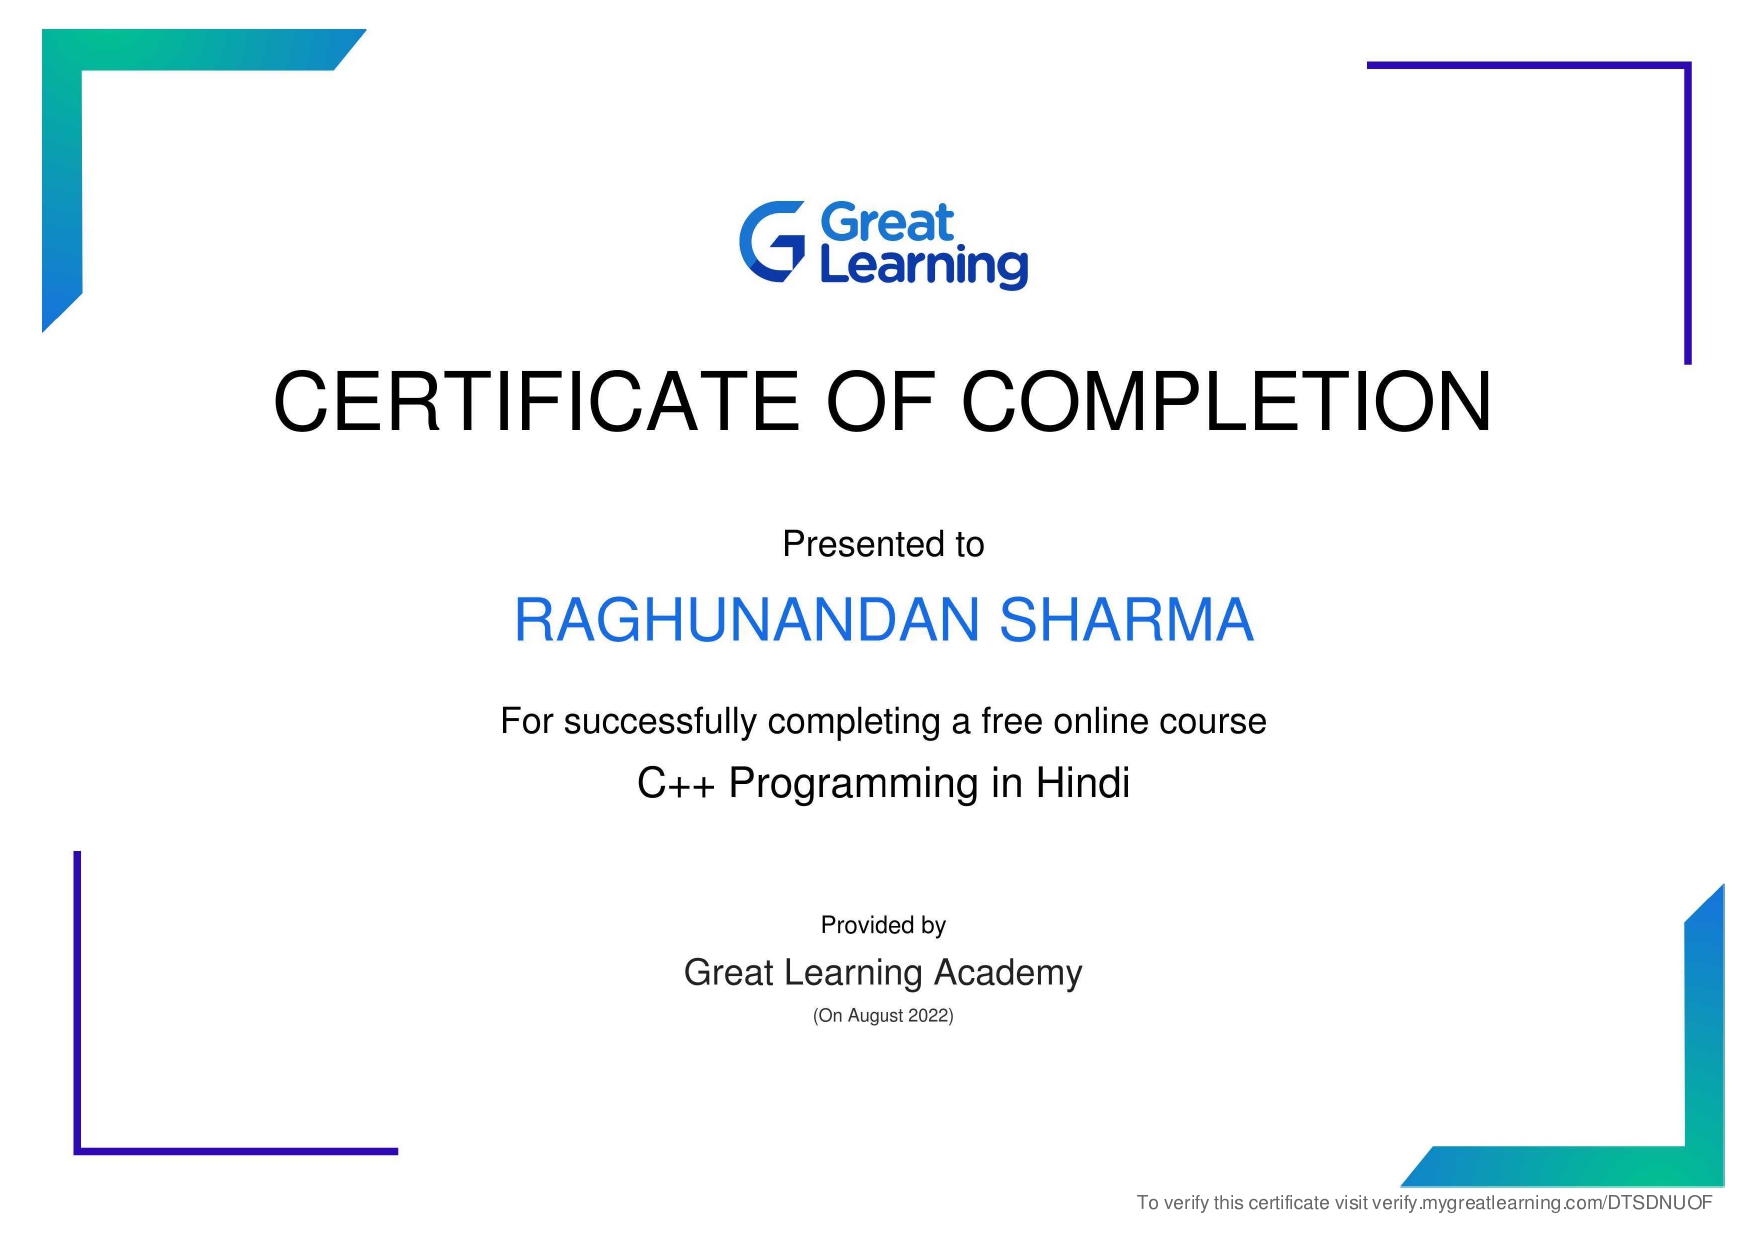 Great
Learning
CERTIFICATE OF COMPLETION
Presented to
RAGHUNANDAN SHARMA
For successfully completing a free online course
C++ Programming in Hindi
Provided by
Great Learning Academy
(On August 2022)
To verify this certificate visit verify.mygreatlearning.com/DTSDNUOF